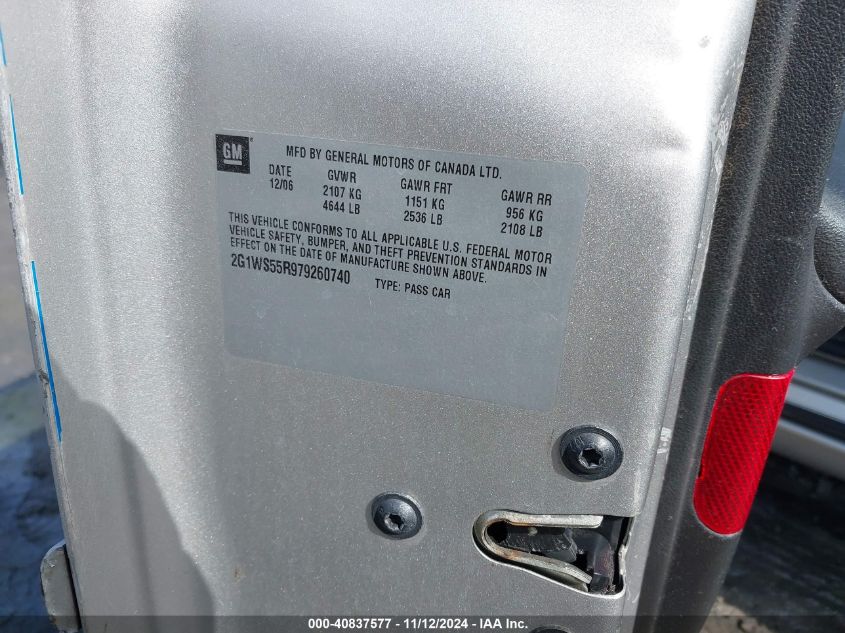 GM
MFD BY GENERAL MOTORS OF CANADA LTD.
DATE GVWR GAWR FRT GAWR RR
12/06 2107 KG 1151 KG 956 KG
4644 LB 2536 LB 2108 LB
THIS VEHICLE CONFORMS TO ALL APPLICABLE U.S. FEDERAL MOTOR
VEHICLE SAFETY, BUMPER, AND THEFT PREVENTION STANDARDS IN
EFFECT ON THE DATE OF MANUFACTURE SHOWN ABOVE.
2G1WS55R979260740 TYPE: PASS CAR
000-40837577 - 11/12/2024 - IAA Inc.